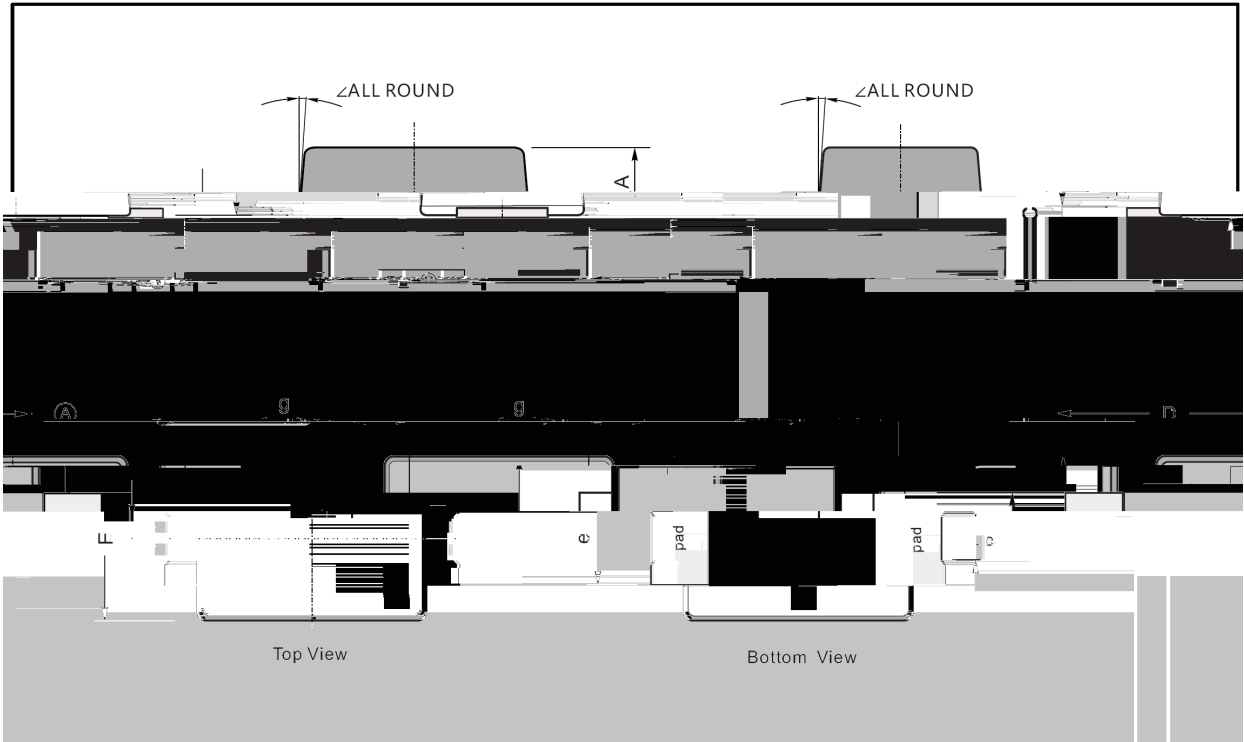 ∠ALL ROUND ∠ALL ROUND
A
A g g D
F e pad pad
Top View Bottom View